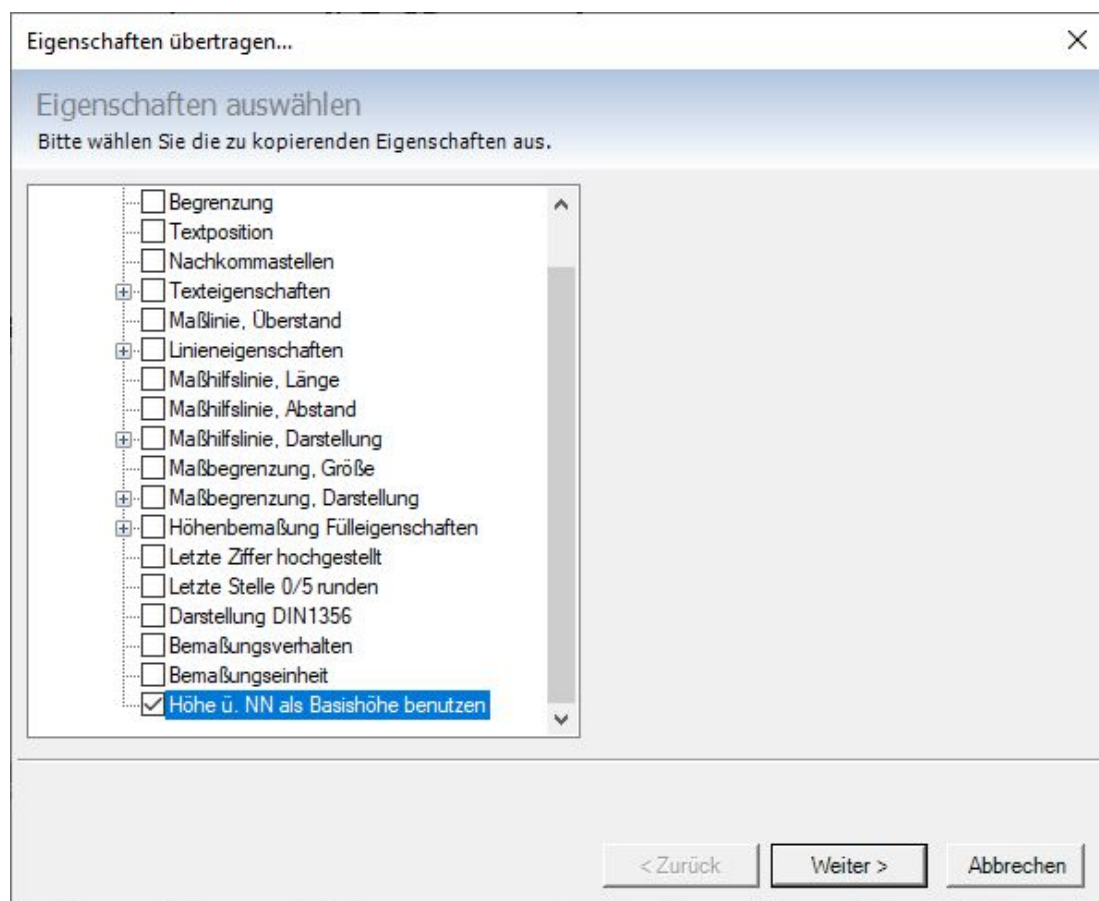 Eigenschaften übertragen...
Eigenschaften auswählen
Bitte wählen Sie die zu kopierenden Eigenschaften aus.
Begrenzung
Textposition
Nachkommastellen
Texteigenschaften
Maßlinie, Überstand
Linieneigenschaften
Maßhilfslinie, Länge
Maßhilfslinie, Abstand
Maßhilfslinie, Darstellung
Maßbegrenzung, Größe
Maßbegrenzung, Darstellung
Höhenbemaßung Fülleigenschaften
Letzte Ziffer hochgestellt
Letzte Stelle 0/5 runden
Darstellung DIN1356
Bemaßungsverhalten
Bemaßungseinheit
Höhe ü. NN als Basishöhe benutzen
< Zurück Weiter > Abbrechen